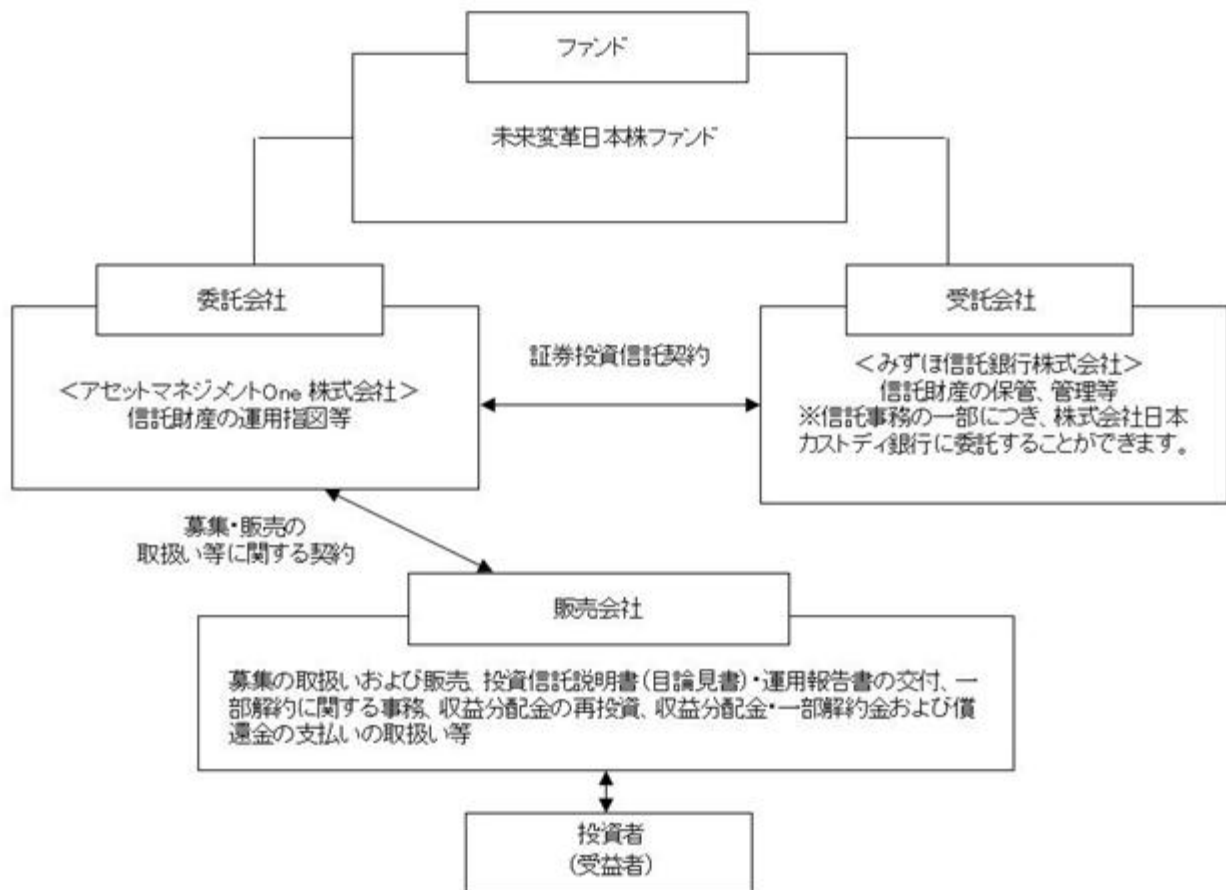 ファンド
未来変革日本株ファンド
委託会社
受託会社
<アセットマネジメントOne 株式会社>
信託財産の運用指図等
証券投資信託契約
<みずほ信託銀行株式会社>
信託財産の保管、管理等
※信託事務の一部につき、株式会社日本
カストディ銀行に委託することができます。
募集・販売の
取扱い等に関する契約
販売会社
募集の取扱いおよび販売、投資信託説明書(目論見書)・運用報告書の交付、一
部解約に関する事務、収益分配金の再投資、収益分配金・一部解約金および償
還金の支払いの取扱い等
投資者
(受益者)